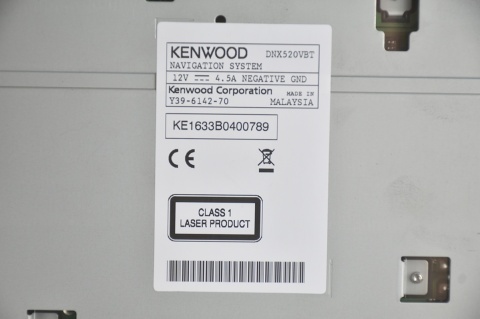 KENWOOD DNX520VBT
NAVIGATION SYSTEM
12V ⎓ 4.5A NEGATIVE GND
Kenwood Corporation MADE IN
Y39-6142-70 MALAYSIA
KE1633B0400789
CE
CLASS 1
LASER PRODUCT